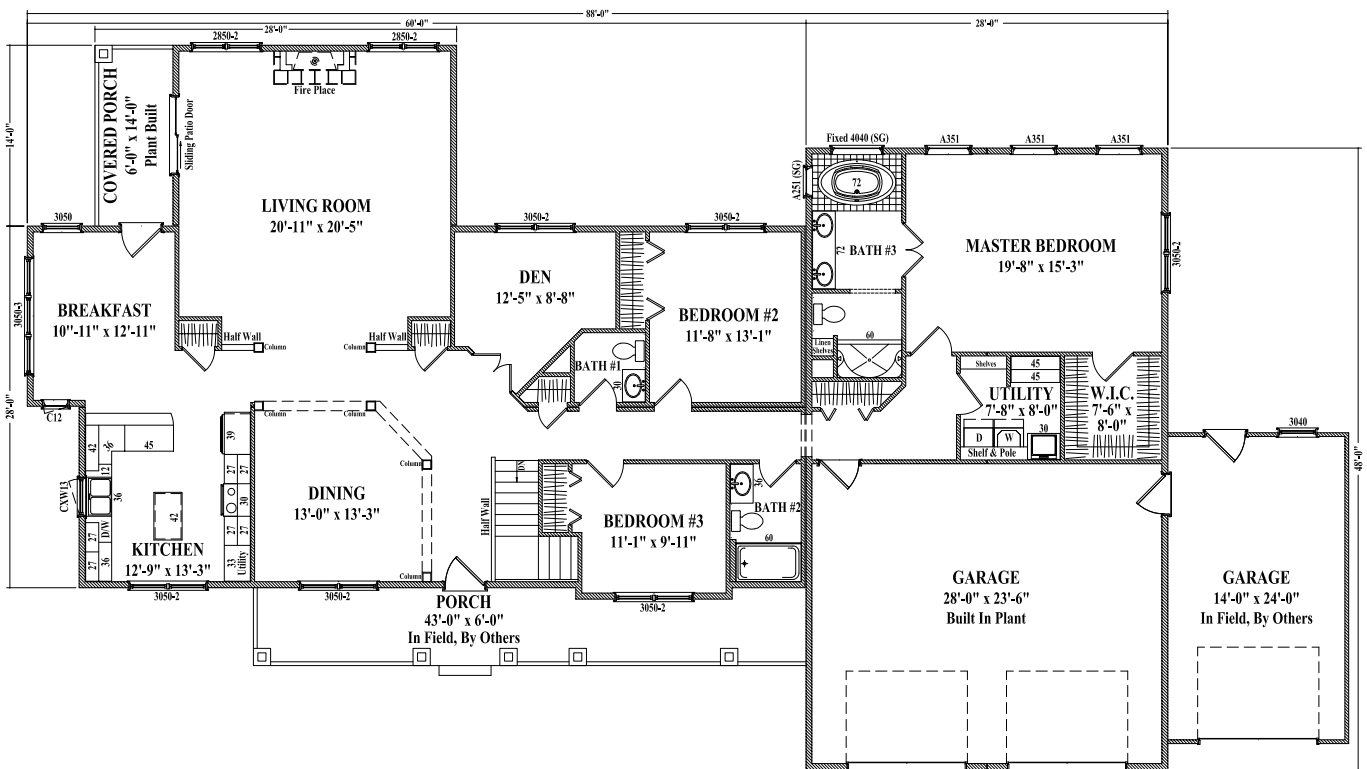 88'-0"
60'-0"
28'-0"
28'-0"
2850-2
2850-2
14'-0"
COVERED PORCH
6'-0" x 14'-0"
Plant Built
Sliding Patio Door
Fire Place
LIVING ROOM
20'-11" x 20'-5"
Fixed 4040 (SG)
A351
A351
A351
A251 (SG)
72
72
BATH #3
MASTER BEDROOM
19'-8" x 15'-3"
3050-2
3050
3050-2
3050-2
DEN
12'-5" x 8'-8"
BREAKFAST
10"-11" x 12'-11"
3050-3
BEDROOM #2
11'-8" x 13'-1"
Half Wall
Column
Column
Half Wall
BATH #1
30
Linen
Shelves
60
Shelves
45
45
UTILITY
7'-8" x 8'-0"
W.I.C.
7'-6" x
8'-0"
D
W
30
Shelf & Pole
28'-0"
C12
Column
Column
Column
Column
42
12
36
45
39
27
27
30
27
27
33
Utility
CXW13
36
42
27
D/W
27
36
KITCHEN
12'-9" x 13'-3"
3050-2
DINING
13'-0" x 13'-3"
3050-2
DN
Half Wall
BEDROOM #3
11'-1" x 9'-11"
3050-2
36
BATH #2
60
PORCH
43'-0" x 6'-0"
In Field, By Others
3040
48'-0"
GARAGE
28'-0" x 23'-6"
Built In Plant
GARAGE
14'-0" x 24'-0"
In Field, By Others